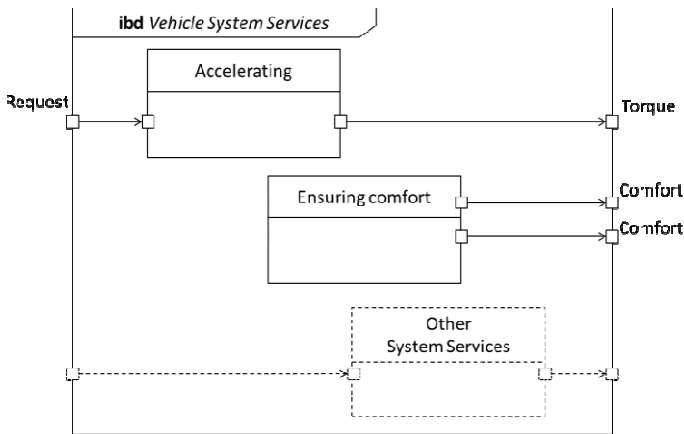 ibd Vehicle System Services
Accelerating
Request
Torque
Ensuring comfort
Comfort
Comfort
Other
System Services